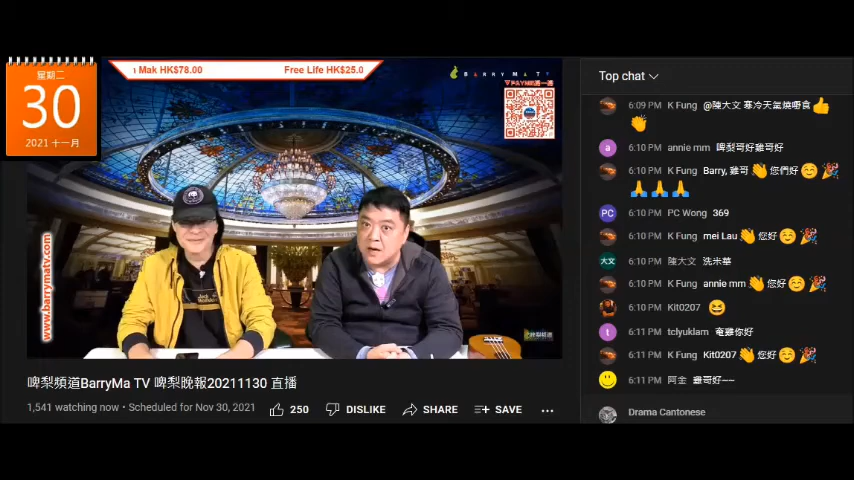 星期二
30
2021 十一月
n Mak HK$78.00
Free Life HK$25.0
BARRYMATV
www.barrymatv.com
啤梨頻道BarryMa TV 啤梨晚報20211130 直播
1,541 watching now • Scheduled for Nov 30, 2021
250
DISLIKE
SHARE
SAVE
Top chat
6:09 PM K Fung @陳大文 寒冷天氣燒嘢食👍
👏
a 6:10 PM annie mm 啤梨哥好雞哥好
6:10 PM K Fung Barry, 雞哥 👋 您們好 ☺️ 🎉
🙏 🙏 🙏
PC 6:10 PM PC Wong 369
6:10 PM K Fung mei Lau 👋 您好 ☺️ 🎉
大文 6:10 PM 陳大文 洗米華
6:10 PM K Fung annie mm 👋 您好 ☺️ 🎉
6:10 PM Kit0207 😆
t 6:11 PM tclyuklam 奄雞你好
6:11 PM K Fung Kit0207 👋 您好 ☺️ 🎉
6:11 PM 阿金 雞哥好~~
Drama Cantonese